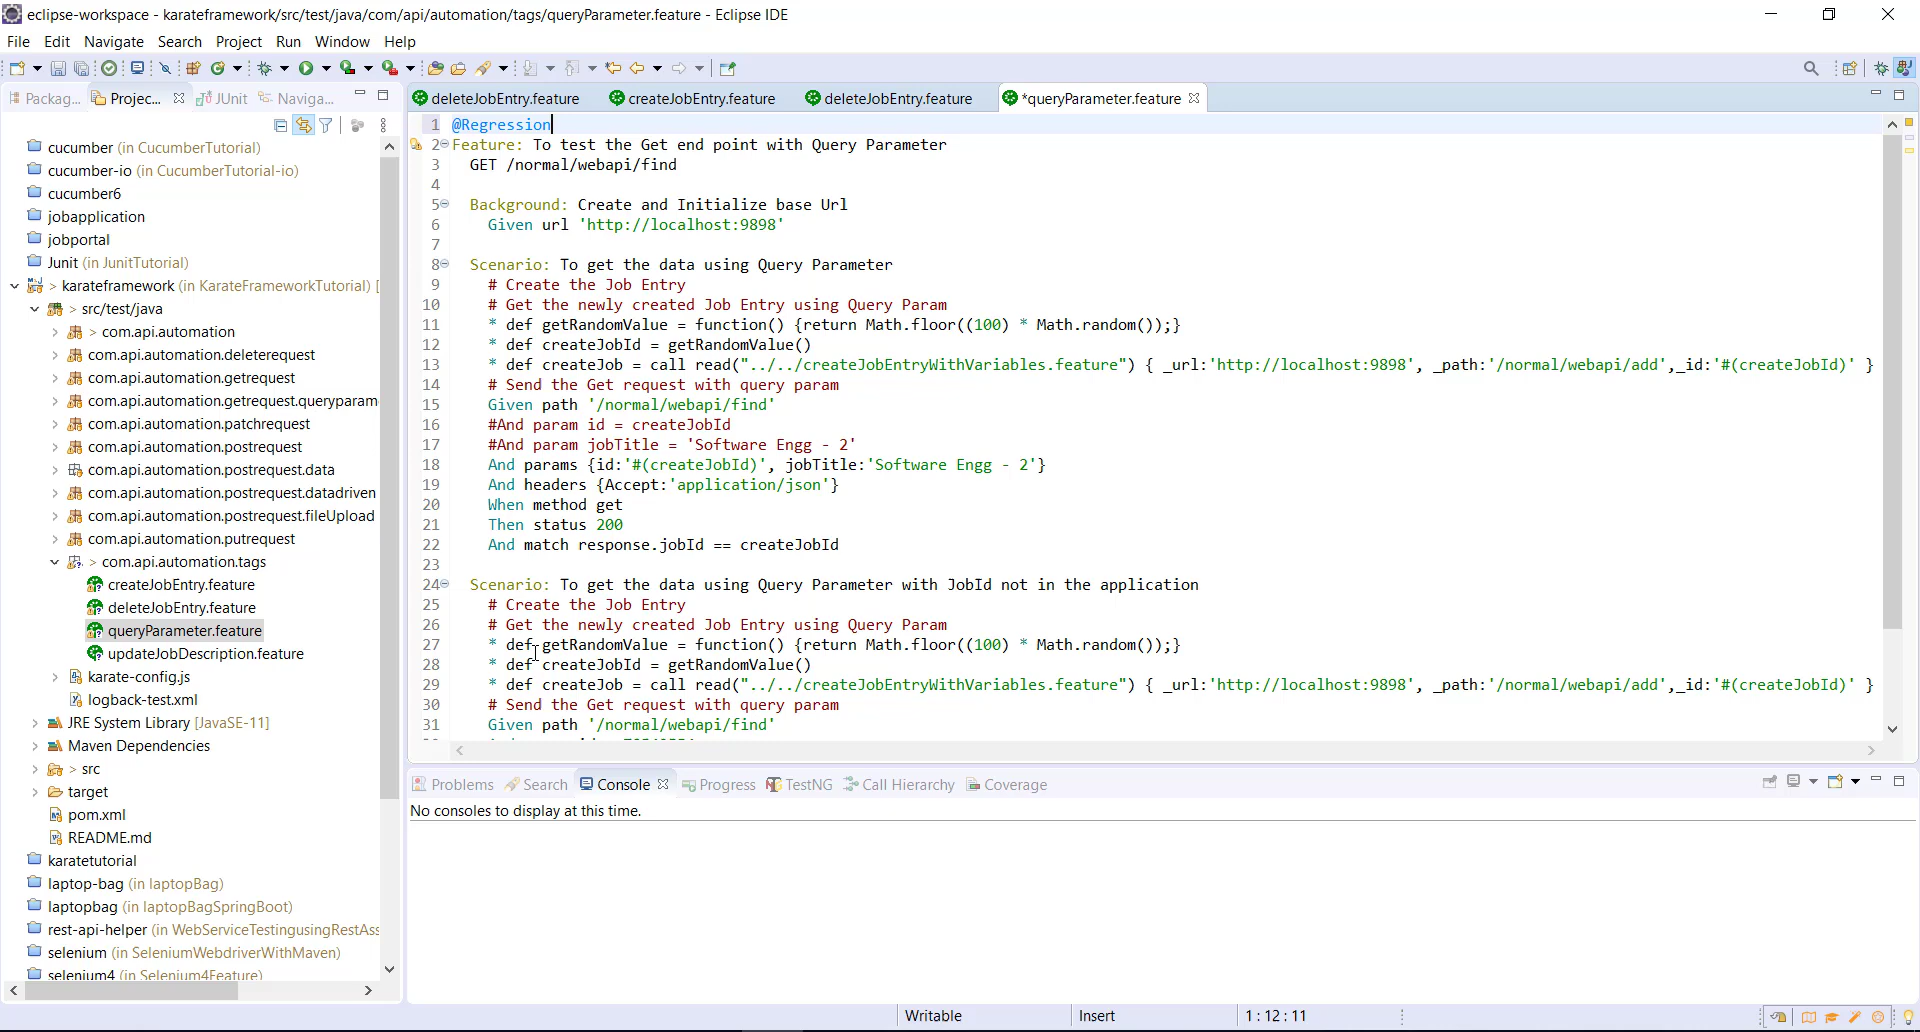 eclipse-workspace - karateframework/src/test/java/com/api/automation/tags/queryParameter.feature - Eclipse IDE
File Edit Navigate Search Project Run Window Help
Packag... Projec... JUnit Naviga...
deleteJobEntry.feature createJobEntry.feature deleteJobEntry.feature *queryParameter.feature
cucumber (in CucumberTutorial)
cucumber-io (in CucumberTutorial-io)
cucumber6
jobapplication
jobportal
Junit (in JunitTutorial)
> karateframework (in KarateFrameworkTutorial) [
> src/test/java
> com.api.automation
com.api.automation.deleterequest
com.api.automation.getrequest
com.api.automation.getrequest.queryparam
com.api.automation.patchrequest
com.api.automation.postrequest
com.api.automation.postrequest.data
com.api.automation.postrequest.datadriven
com.api.automation.postrequest.fileUpload
com.api.automation.putrequest
> com.api.automation.tags
createJobEntry.feature
deleteJobEntry.feature
queryParameter.feature
updateJobDescription.feature
karate-config.js
logback-test.xml
JRE System Library [JavaSE-11]
Maven Dependencies
> src
target
pom.xml
README.md
karatetutorial
laptop-bag (in laptopBag)
laptopbag (in laptopBagSpringBoot)
rest-api-helper (in WebServiceTestingusingRestAss
selenium (in SeleniumWebdriverWithMaven)
selenium4 (in Selenium4Feature)
1 @Regression
2 Feature: To test the Get end point with Query Parameter
3 GET /normal/webapi/find
4
5 Background: Create and Initialize base Url
6 Given url 'http://localhost:9898'
7
8 Scenario: To get the data using Query Parameter
9 # Create the Job Entry
10 # Get the newly created Job Entry using Query Param
11 * def getRandomValue = function() {return Math.floor((100) * Math.random());}
12 * def createJobId = getRandomValue()
13 * def createJob = call read("../../createJobEntryWithVariables.feature") { _url:'http://localhost:9898', _path:'/normal/webapi/add',_id:'#(createJobId)' }
14 # Send the Get request with query param
15 Given path '/normal/webapi/find'
16 #And param id = createJobId
17 #And param jobTitle = 'Software Engg - 2'
18 And params {id:'#(createJobId)', jobTitle:'Software Engg - 2'}
19 And headers {Accept:'application/json'}
20 When method get
21 Then status 200
22 And match response.jobId == createJobId
23
24 Scenario: To get the data using Query Parameter with JobId not in the application
25 # Create the Job Entry
26 # Get the newly created Job Entry using Query Param
27 * def getRandomValue = function() {return Math.floor((100) * Math.random());}
28 * def createJobId = getRandomValue()
29 * def createJob = call read("../../createJobEntryWithVariables.feature") { _url:'http://localhost:9898', _path:'/normal/webapi/add',_id:'#(createJobId)' }
30 # Send the Get request with query param
31 Given path '/normal/webapi/find'
Problems Search Console Progress TestNG Call Hierarchy Coverage
No consoles to display at this time.
Writable Insert 1 : 12 : 11